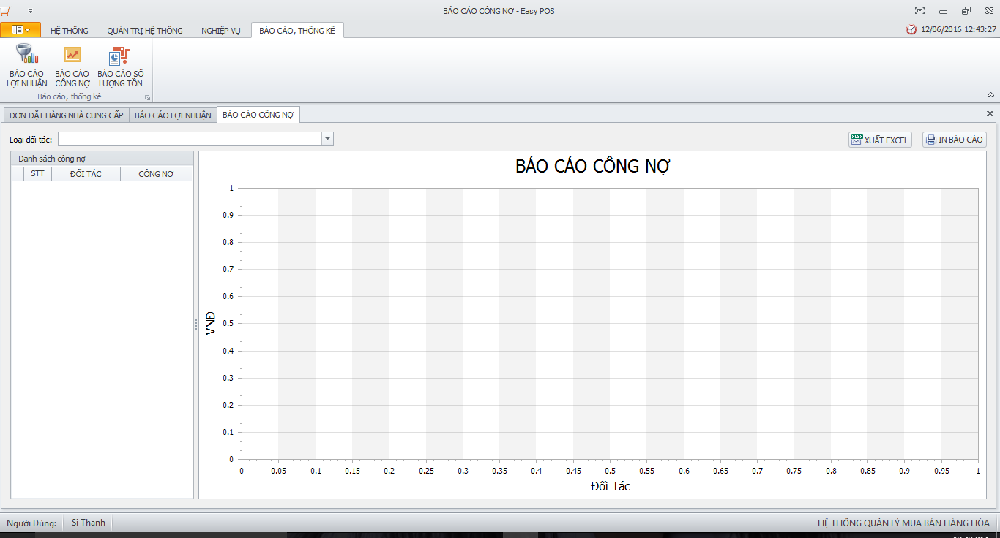 BÁO CÁO CÔNG NỢ - Easy POS
HỆ THỐNG QUẢN TRỊ HỆ THỐNG NGHIỆP VỤ BÁO CÁO, THỐNG KÊ 12/06/2016 12:43:27
BÁO CÁO LỢI NHUẬN
BÁO CÁO CÔNG NỢ
BÁO CÁO SỐ LƯỢNG TỒN
Báo cáo, thống kê
ĐƠN ĐẶT HÀNG NHÀ CUNG CẤP BÁO CÁO LỢI NHUẬN BÁO CÁO CÔNG NỢ
Loại đối tác: XLSX XUẤT EXCEL IN BÁO CÁO
Danh sách công nợ
STT ĐỐI TÁC CÔNG NỢ
BÁO CÁO CÔNG NỢ
1
0.9
0.8
0.7
0.6
0.5
0.4
0.3
0.2
0.1
0
VNĐ
0 0.05 0.1 0.15 0.2 0.25 0.3 0.35 0.4 0.45 0.5 0.55 0.6 0.65 0.7 0.75 0.8 0.85 0.9 0.95 1
Đối Tác
Người Dùng: Si Thanh HỆ THỐNG QUẢN LÝ MUA BÁN HÀNG HÓA